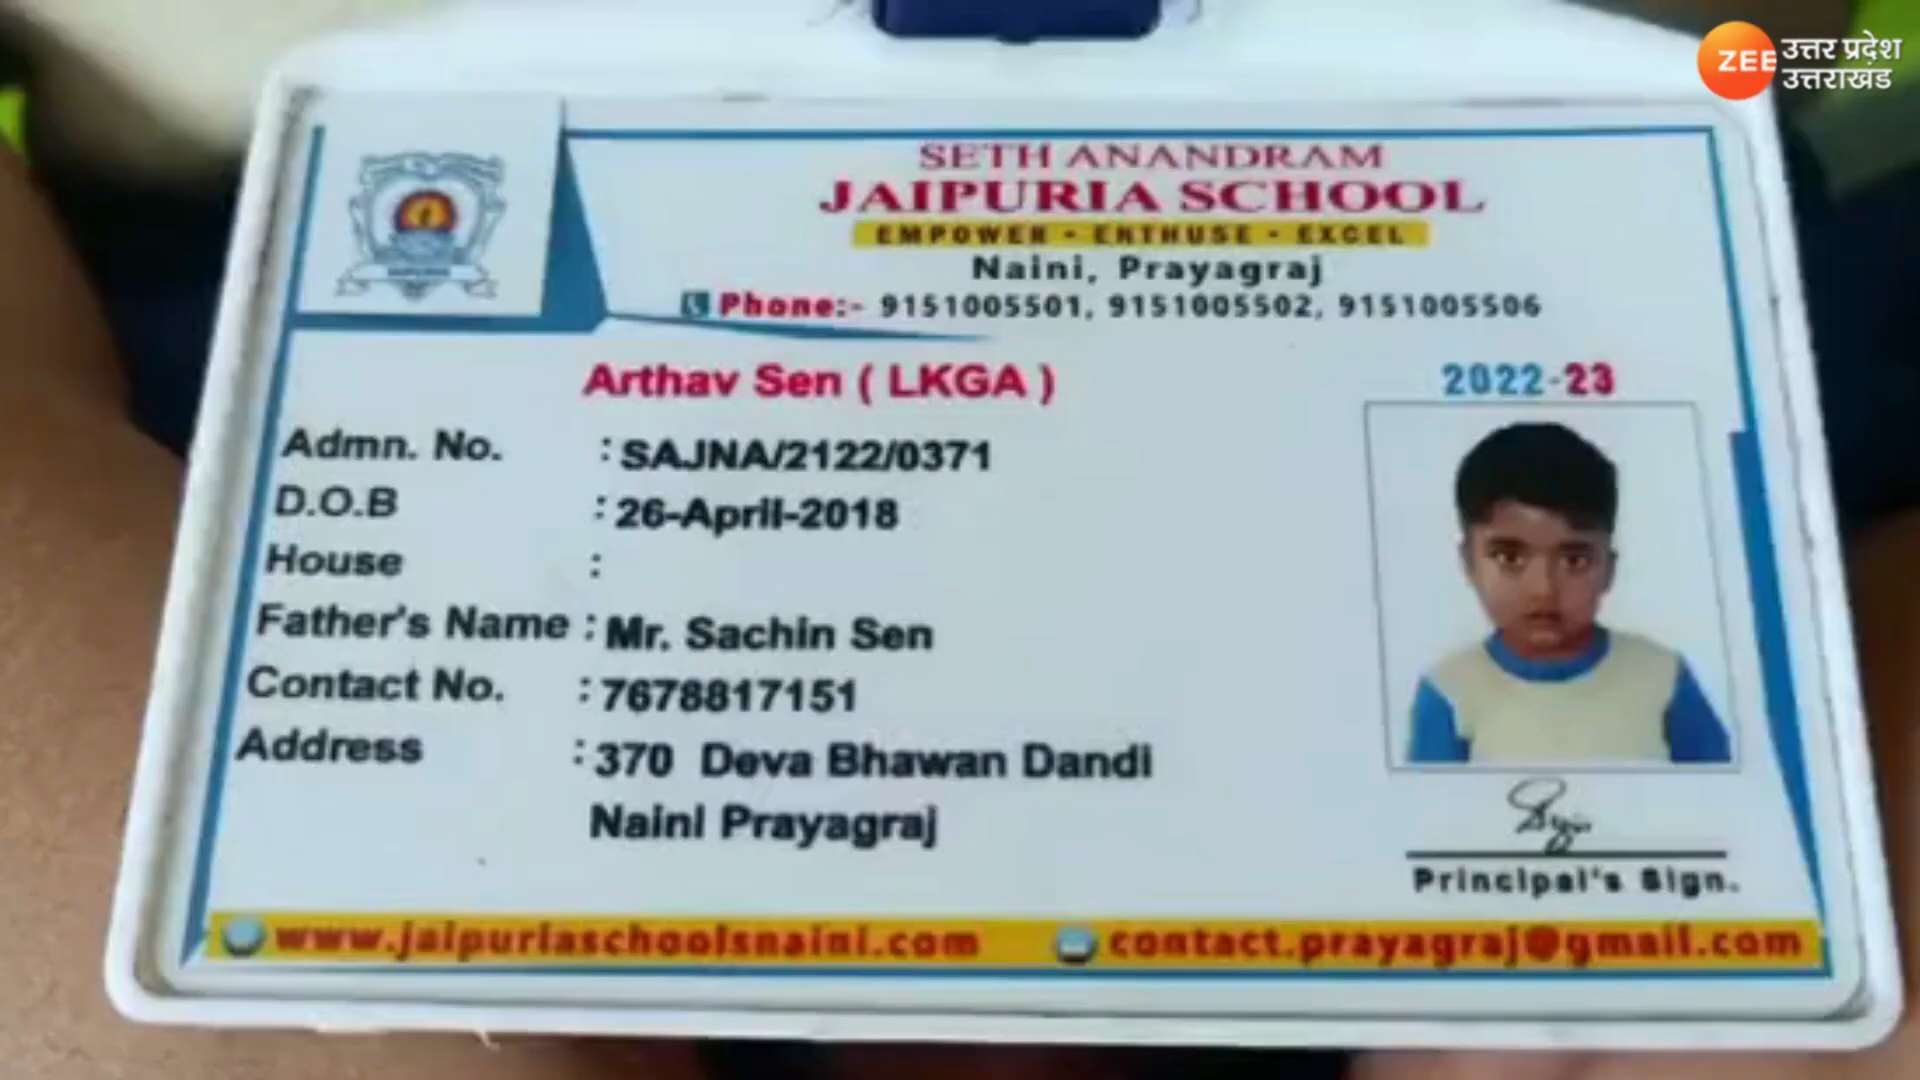 ZEE उत्तर प्रदेश
उत्तराखंड
SETH ANANDRAM
JAIPURIA SCHOOL
EMPOWER - ENTHUSE - EXCEL
Naini, Prayagraj
Phone:- 9151005501, 9151005502, 9151005506
Arthav Sen ( LKGA )
2022-23
Admn. No. : SAJNA/2122/0371
D.O.B : 26-April-2018
House :
Father's Name : Mr. Sachin Sen
Contact No. : 7678817151
Address : 370 Deva Bhawan Dandi
Naini Prayagraj
Principal's Sign.
www.jaipuriaschoolsnaini.com
contact.prayagraj@gmail.com